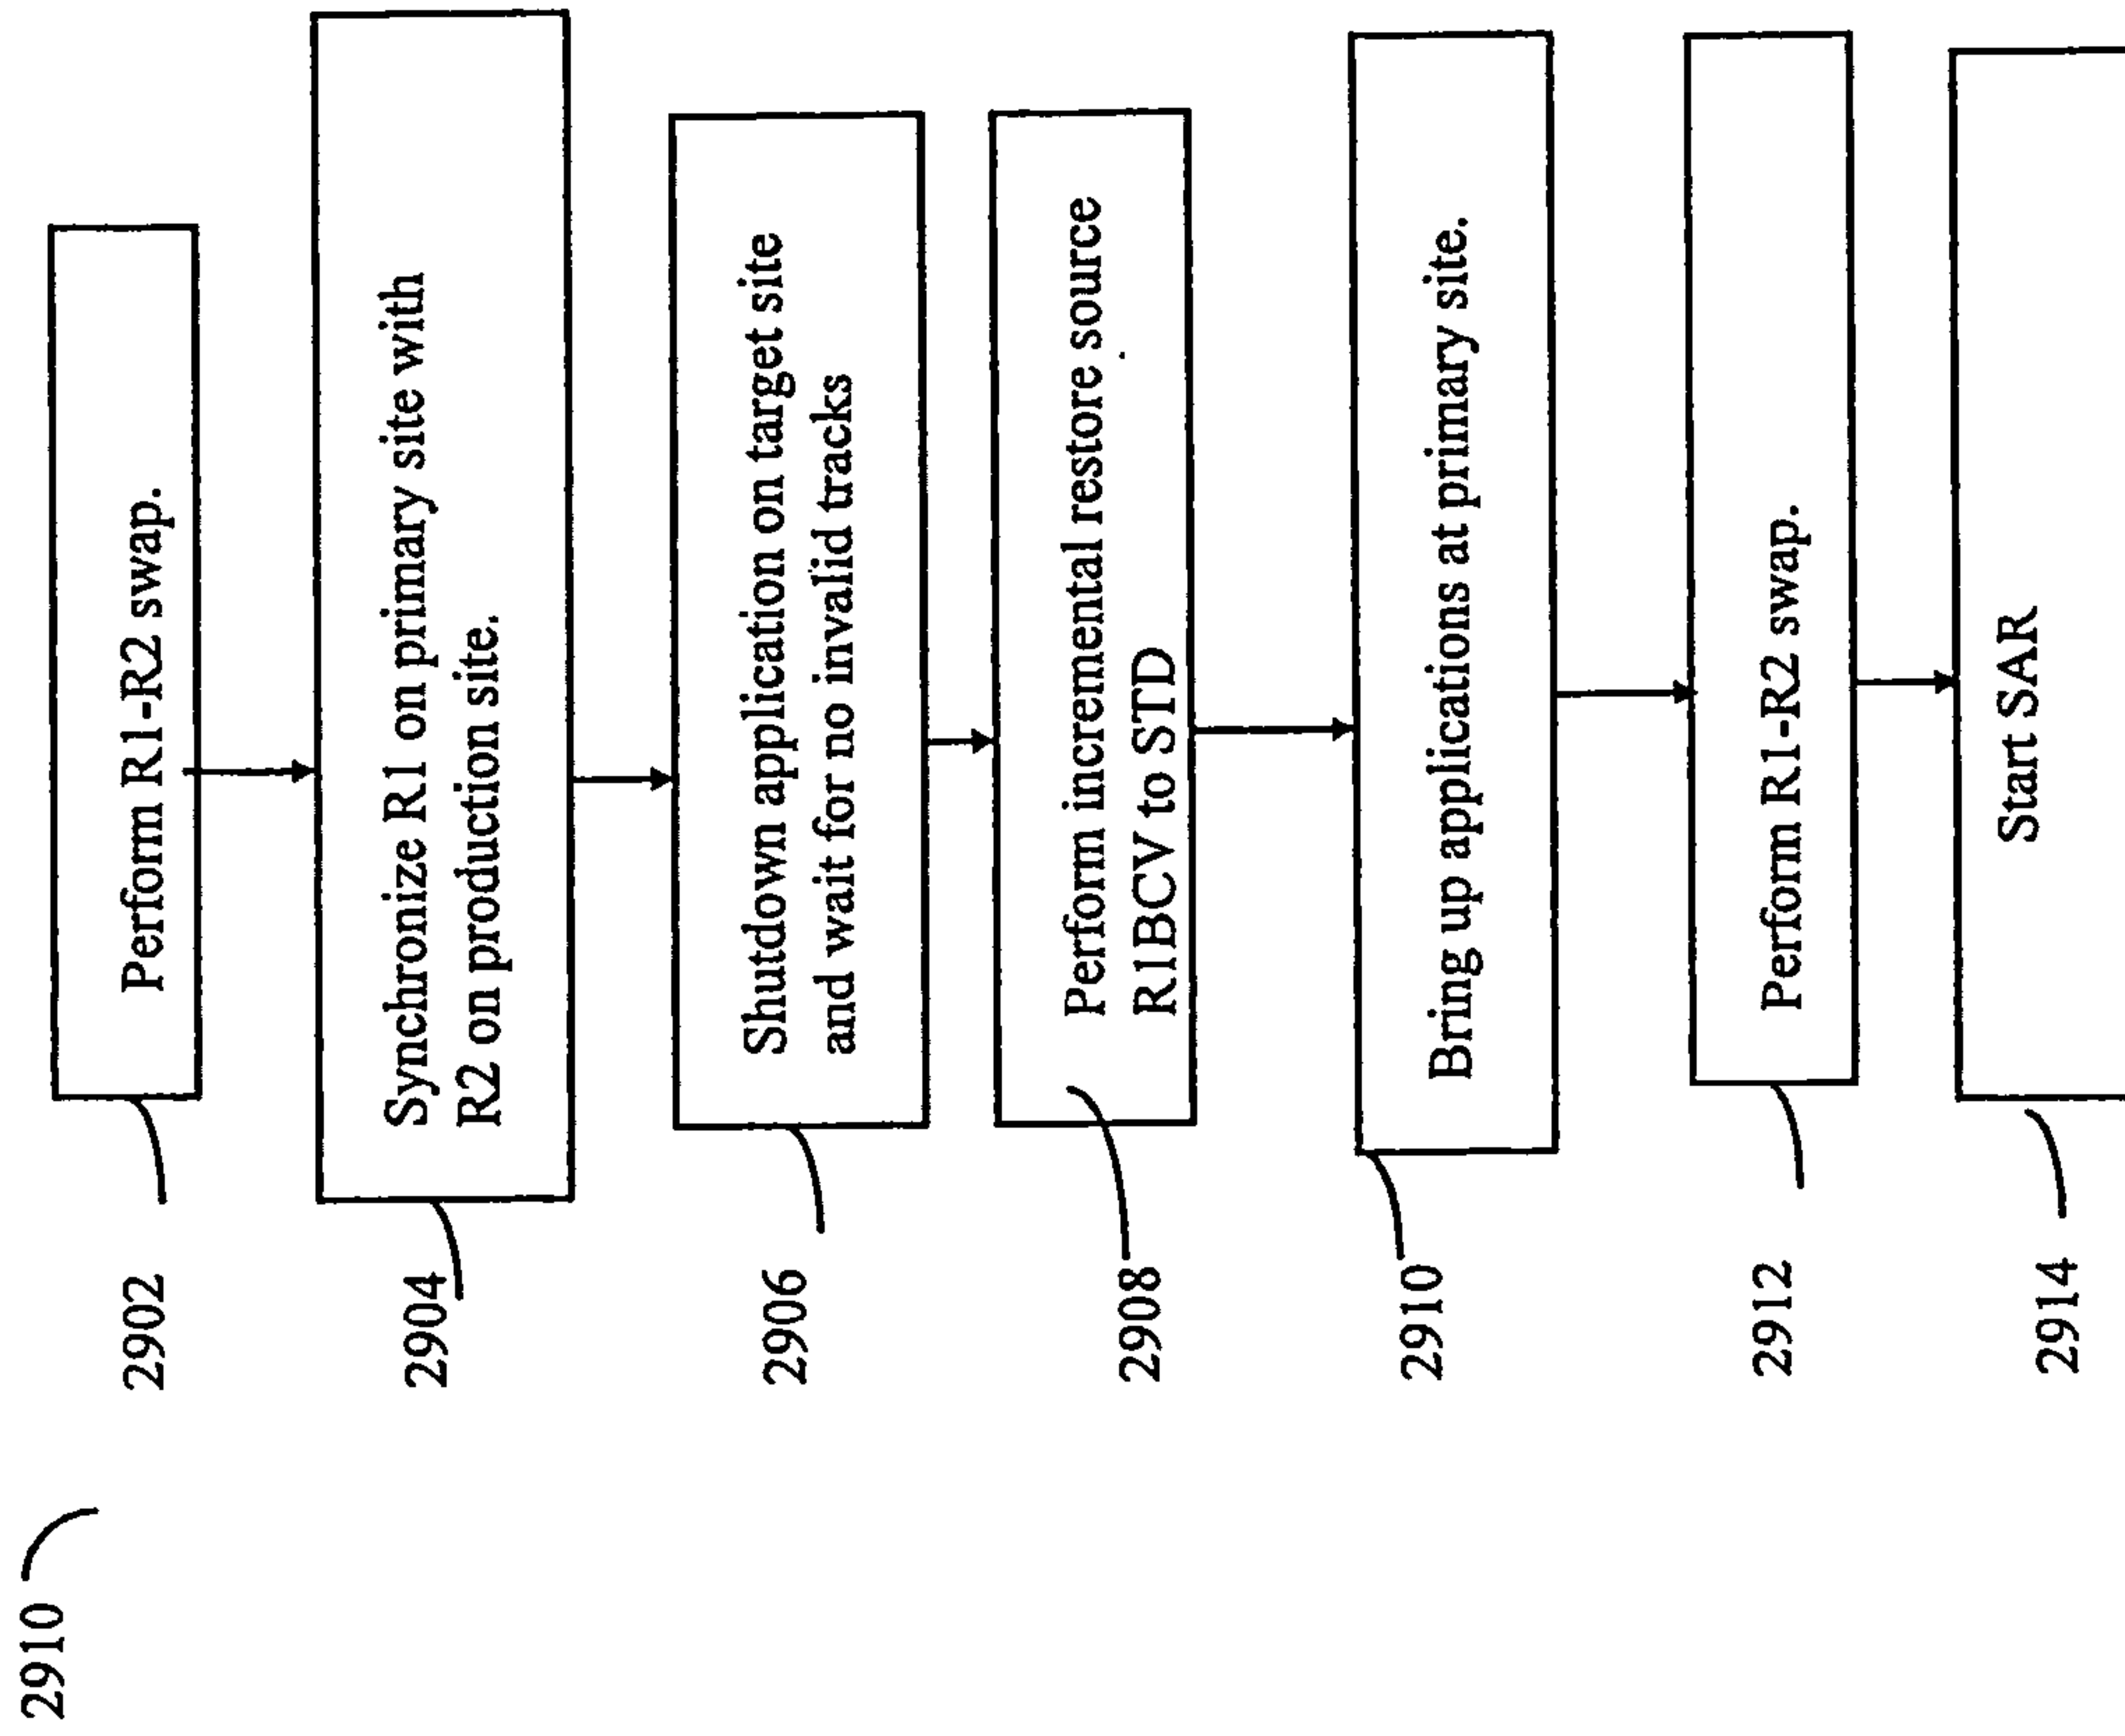 2910
2902
Perform R1-R2 swap.
2904
Synchronize R1 on primary site with
R2 on production site.
2906
Shutdown application on target site
and wait for no invalid tracks
2908
Perform incremental restore source
R1BCV to STD
2910
Bring up applications at primary site.
2912
Perform R1-R2 swap.
2914
Start SAR